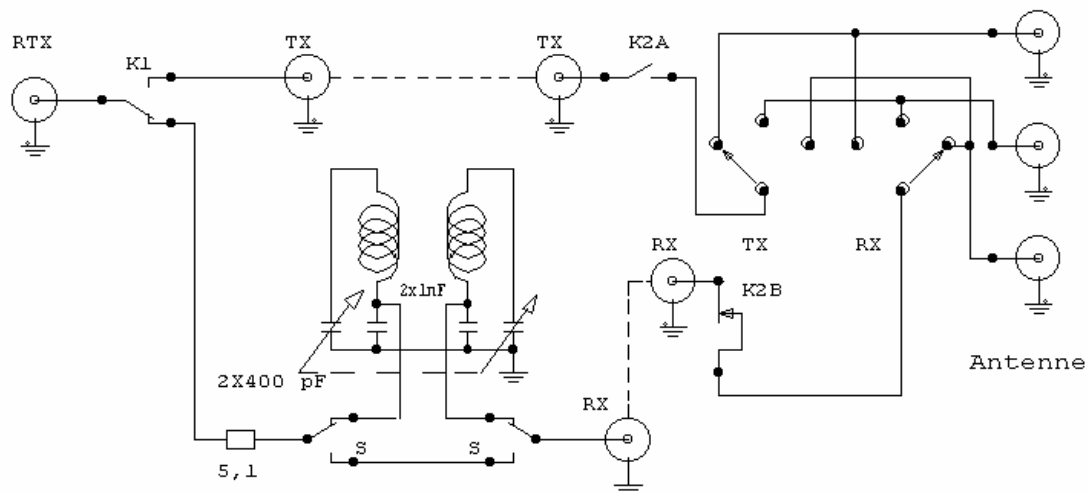 RTX
K1
TX
TX
K2A
RX
TX
RX
2x1nF
K2B
2X400 pF
Antenne
RX
S
S
5,1